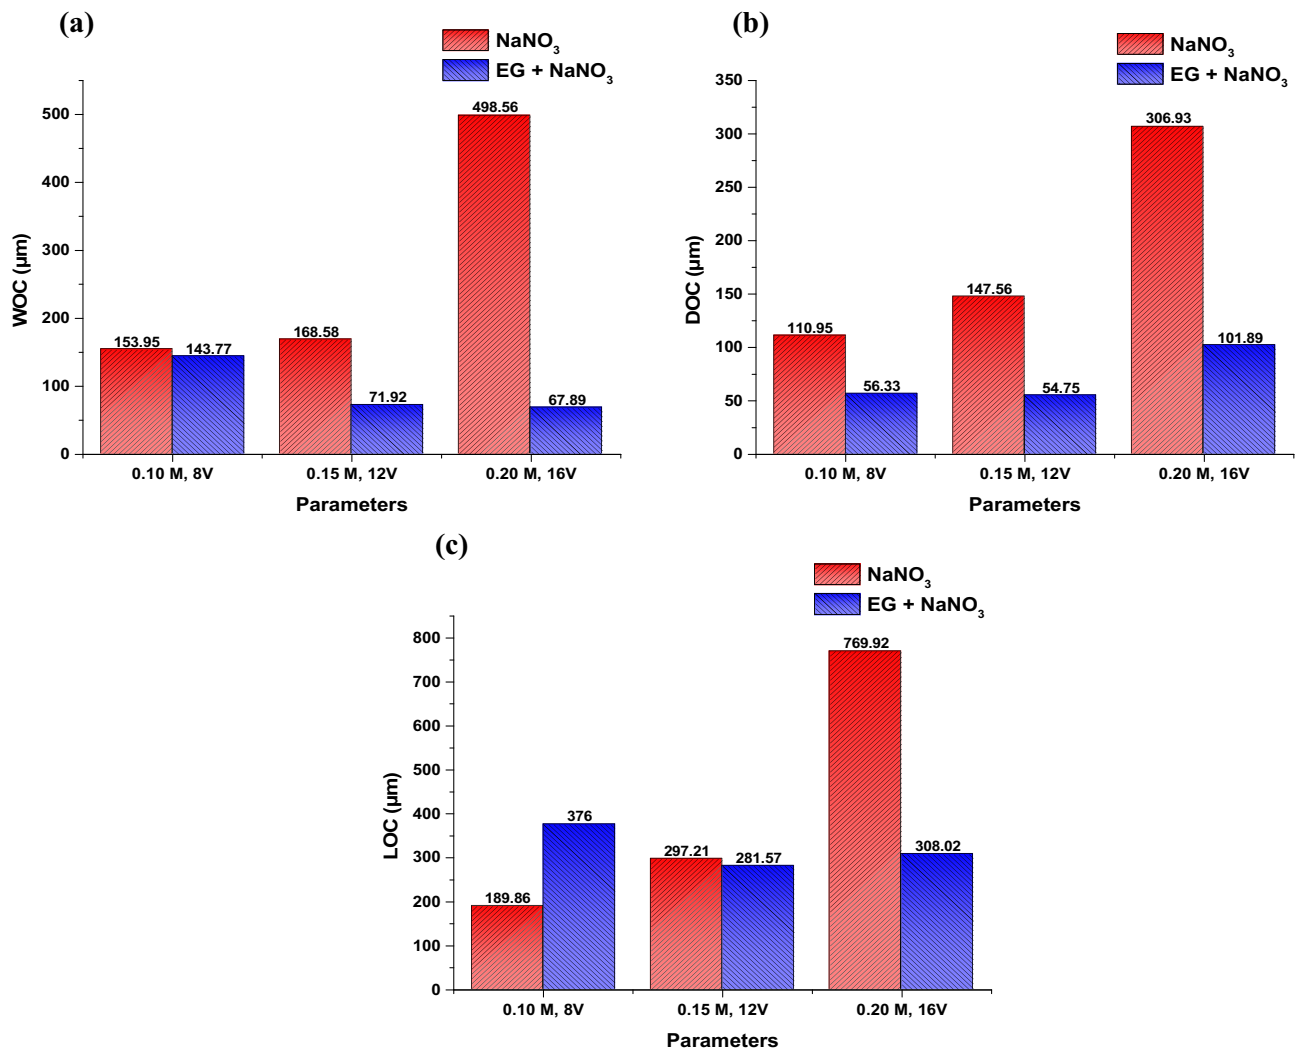 (a)
NaNO3
EG + NaNO3
WOC (μm)
500
400
300
200
100
0
153.95
143.77
168.58
71.92
498.56
67.89
0.10 M, 8V
0.15 M, 12V
0.20 M, 16V
Parameters
(b)
NaNO3
EG + NaNO3
DOC (μm)
350
300
250
200
150
100
50
0
110.95
56.33
147.56
54.75
306.93
101.89
0.10 M, 8V
0.15 M, 12V
0.20 M, 16V
Parameters
(c)
NaNO3
EG + NaNO3
LOC (μm)
800
700
600
500
400
300
200
100
0
189.86
376
297.21
281.57
769.92
308.02
0.10 M, 8V
0.15 M, 12V
0.20 M, 16V
Parameters